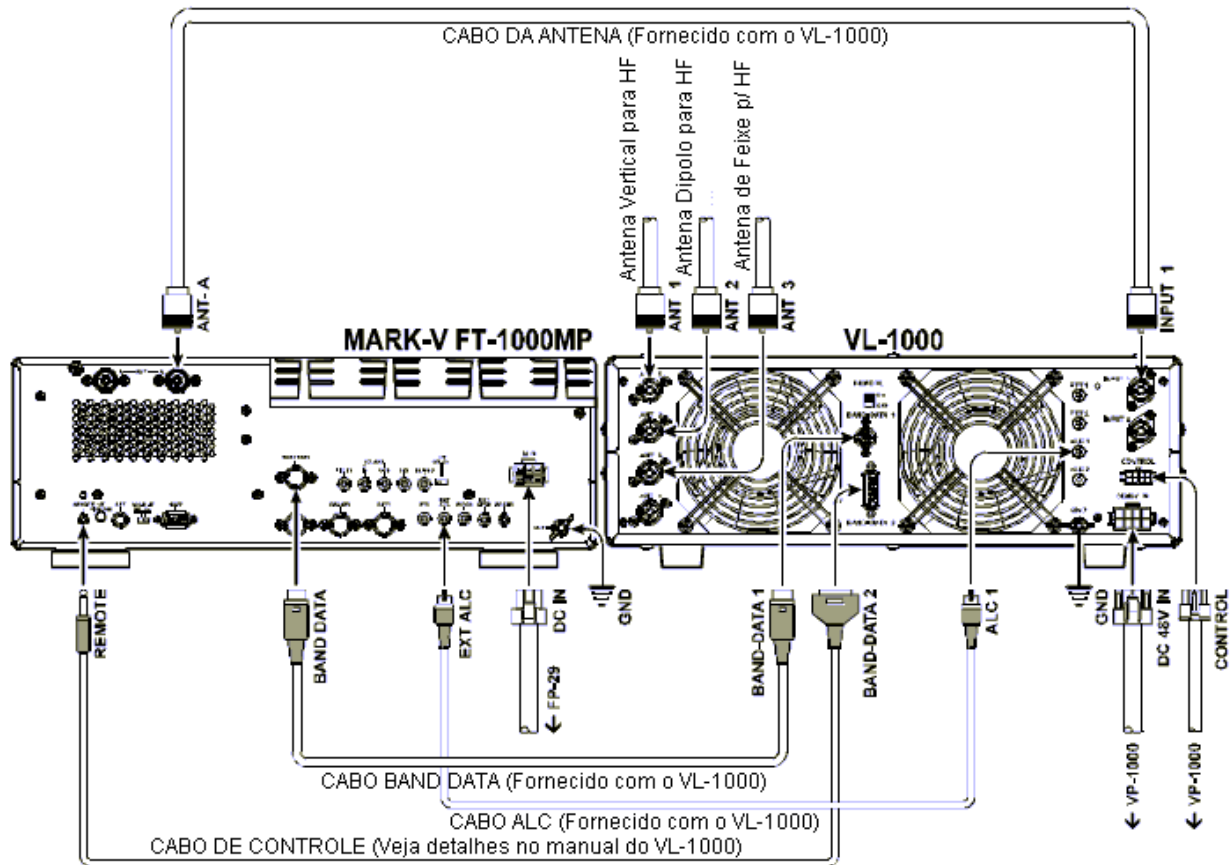 CABO DA ANTENA (Fornecido com o VL-1000)
Antena Vertical para HF
Antena Dipolo para HF
Antena de Feixe p/ HF
ANT- A
ANT 1
ANT 2
ANT 3
INPUT 1
MARK-V FT-1000MP
VL-1000
BAND-DATA 1
CONTROL
GND
REMOTE
BAND DATA
EXT ALC
DC IN
GND
BAND-DATA 1
BAND-DATA 2
ALC 1
GND
DC 48V IN
CONTROL
← FP-29
← VP-1000
← VP-1000
CABO BAND DATA (Fornecido com o VL-1000)
CABO ALC (Fornecido com o VL-1000)
CABO DE CONTROLE (Veja detalhes no manual do VL-1000)